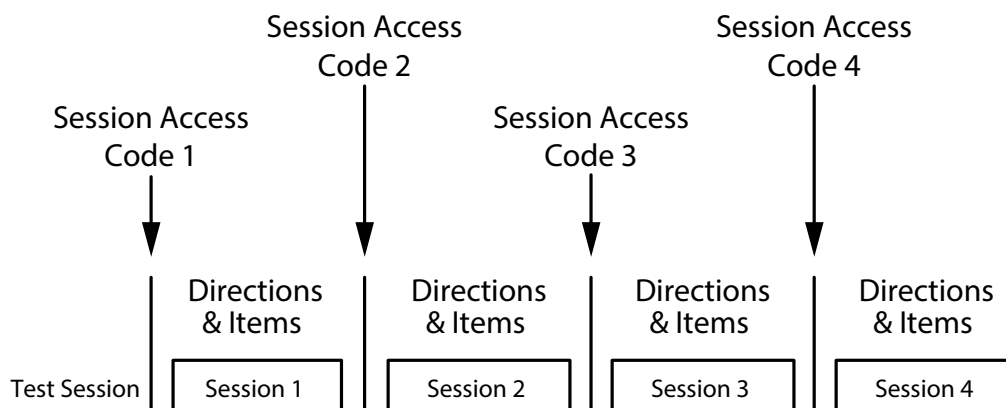 Session Access
Code 2
Session Access
Code 4
Session Access
Code 1
Session Access
Code 3
Directions
& Items
Directions
& Items
Directions
& Items
Directions
& Items
Test Session
Session 1
Session 2
Session 3
Session 4